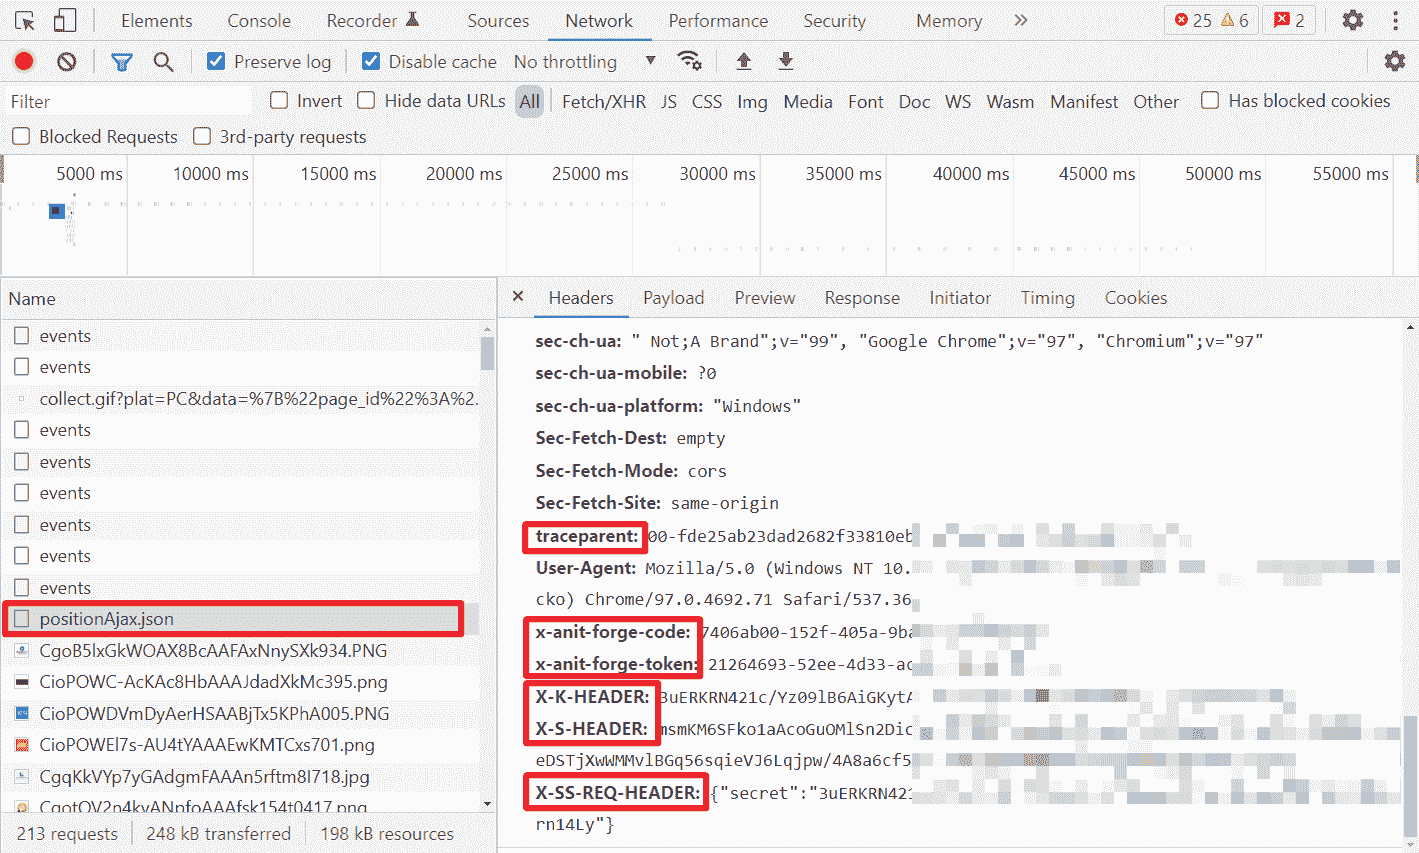 Elements Console Recorder Sources Network Performance Security Memory » 25 6 2
Preserve log Disable cache No throttling
Filter Invert Hide data URLs All Fetch/XHR JS CSS Img Media Font Doc WS Wasm Manifest Other Has blocked cookies
Blocked Requests 3rd-party requests
5000 ms 10000 ms 15000 ms 20000 ms 25000 ms 30000 ms 35000 ms 40000 ms 45000 ms 50000 ms 55000 ms
Name
events
events
collect.gif?plat=PC&data=%7B%22page_id%22%3A%2.
events
events
events
events
events
events
positionAjax.json
CgoB5lxGkWOAX8BcAAFAxNnySXk934.PNG
CioPOWC-AcKAc8HbAAAJdadXkMc395.png
CioPOWDVmDyAerHSAABjTx5KPhA005.PNG
CioPOWEl7s-AU4tYAAAEwKMTCxs701.png
CgqKkVYp7yGAdgmFAAAn5rftm8I718.jpg
CgotOV2n4kyANpfoAAAfsk154t0417.png
213 requests 248 kB transferred 198 kB resources
× Headers Payload Preview Response Initiator Timing Cookies
sec-ch-ua: " Not;A Brand";v="99", "Google Chrome";v="97", "Chromium";v="97"
sec-ch-ua-mobile: ?0
sec-ch-ua-platform: "Windows"
Sec-Fetch-Dest: empty
Sec-Fetch-Mode: cors
Sec-Fetch-Site: same-origin
traceparent: 00-fde25ab23dad2682f33810eb
User-Agent: Mozilla/5.0 (Windows NT 10.
cko) Chrome/97.0.4692.71 Safari/537.36
x-anit-forge-code: 7406ab00-152f-405a-9ba
x-anit-forge-token: 21264693-52ee-4d33-ac
X-K-HEADER: 3uERKRN421c/Yz09lB6AiGKytA
X-S-HEADER: msmKM6SFko1aAcoGuOMlSn2Dic
eDSTjXwWMMvlBGq56sqieVJ6Lqjpw/4A8a6cf5
X-SS-REQ-HEADER: {"secret":"3uERKRN421
rn14Ly"}